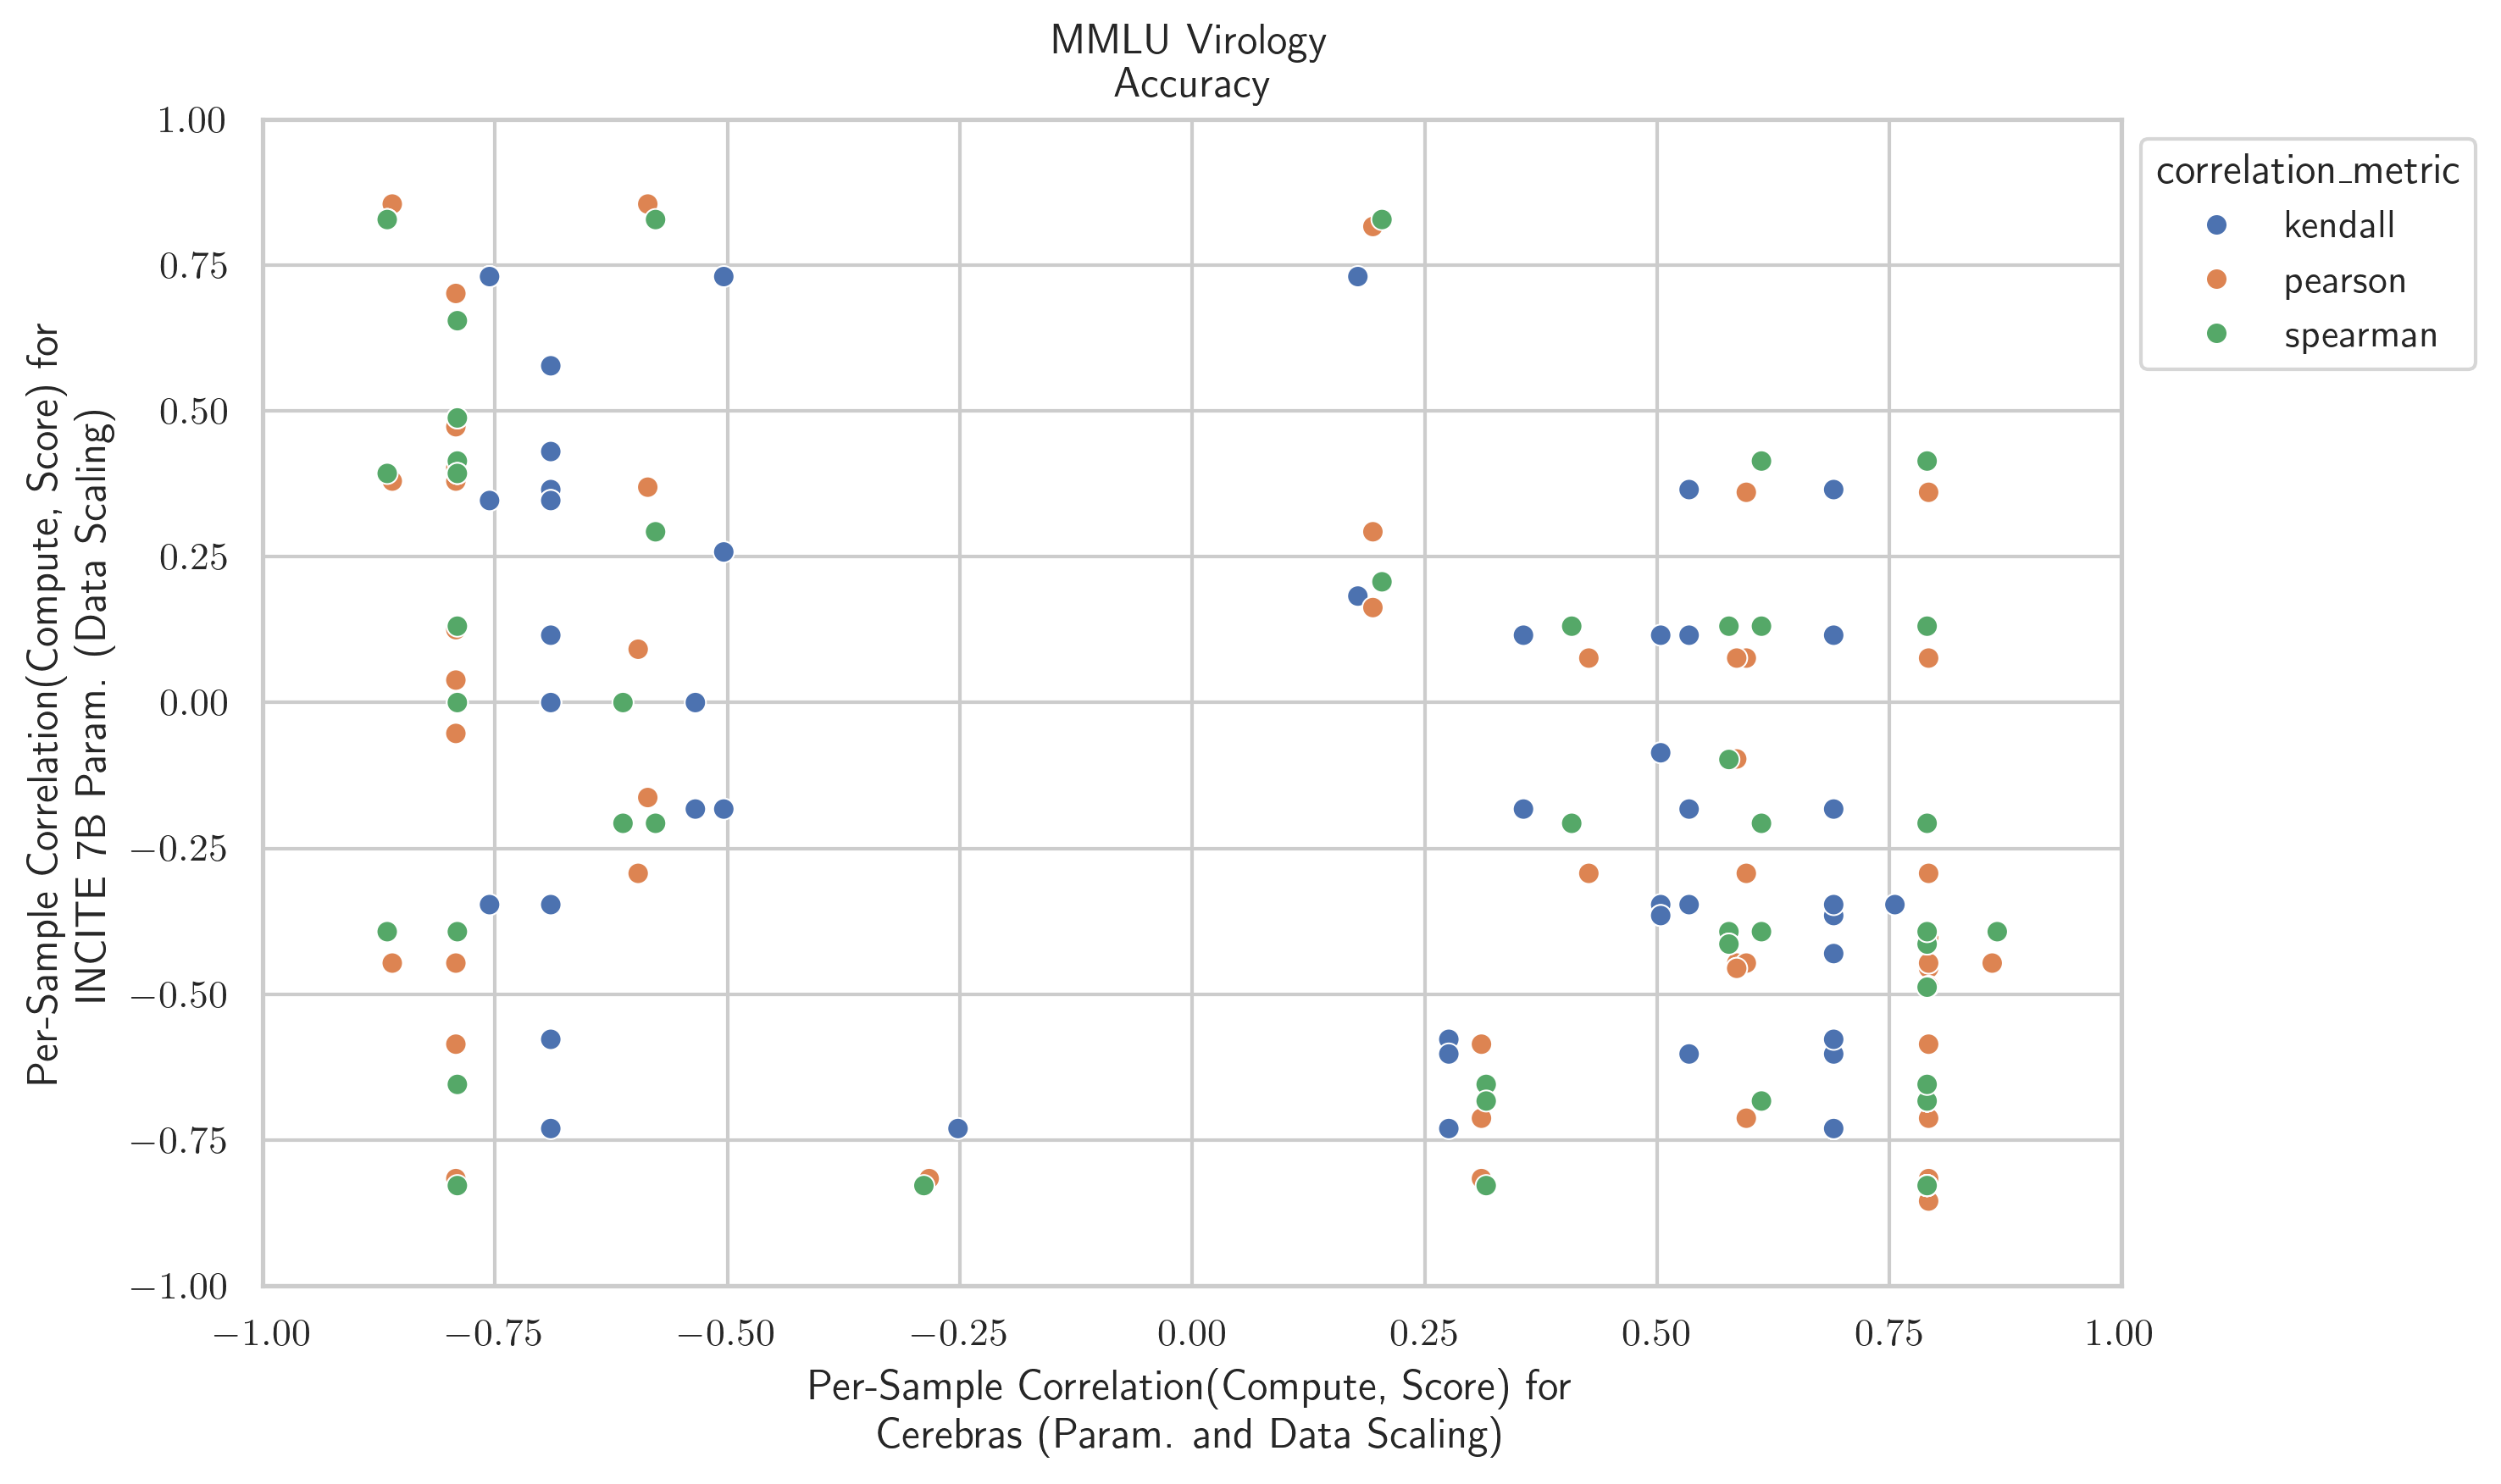 MMLU Virology
Accuracy
1.00
0.75
0.50
0.25
0.00
−0.25
−0.50
−0.75
−1.00
Per-Sample Correlation(Compute, Score) for
INCITE 7B Param. (Data Scaling)
−1.00
−0.75
−0.50
−0.25
0.00
0.25
0.50
0.75
1.00
Per-Sample Correlation(Compute, Score) for
Cerebras (Param. and Data Scaling)
correlation_metric
kendall
pearson
spearman